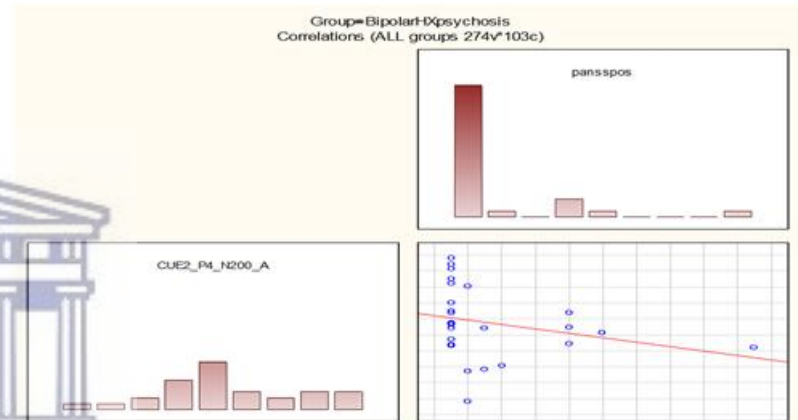 Group=BipolarHXpsychosis
Correlations (ALL groups 274v*103c)
pansspos
CUE2_P4_N200_A